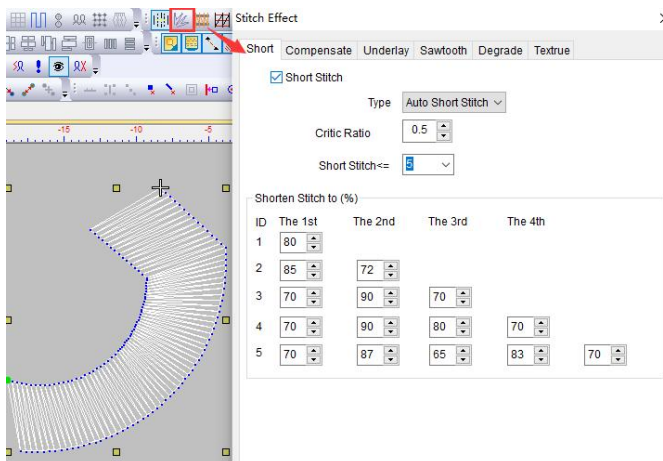 Stitch Effect
Short Compensate Underlay Sawtooth Degrade Textrue
Short Stitch
Type Auto Short Stitch
Critic Ratio 0.5
Short Stitch<= 5
Shorten Stitch to (%)
ID The 1st The 2nd The 3rd The 4th
1 80
2 85 72
3 70 90 70
4 70 90 80 70
5 70 87 65 83 70
-15 -10 -5